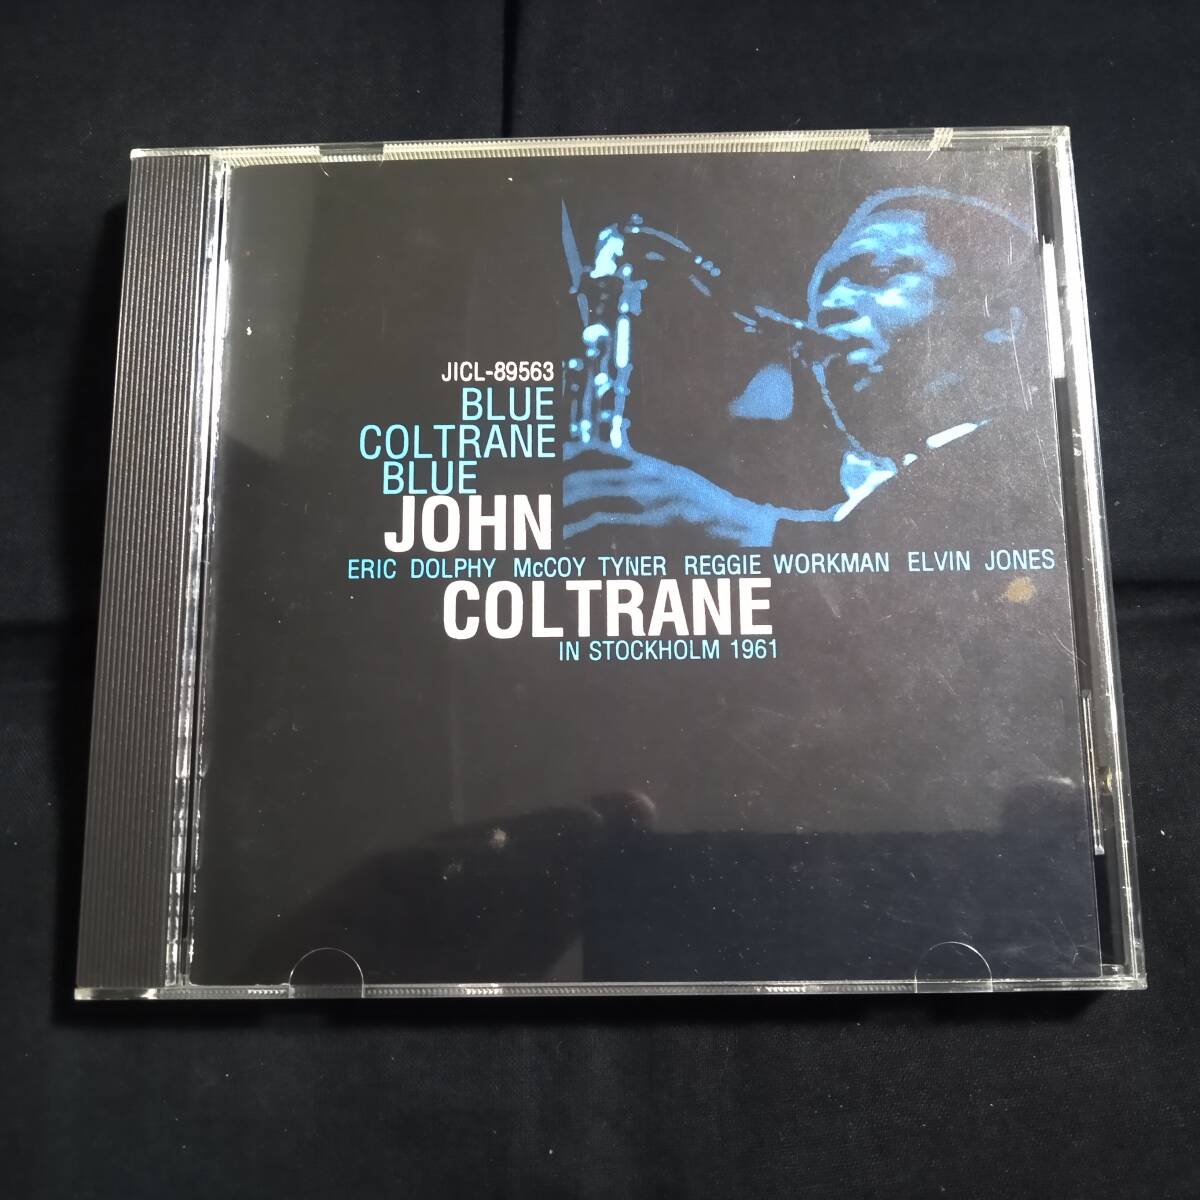 JICL-89563
BLUE
COLTRANE
BLUE
JOHN
ERIC DOLPHY McCOY TYNER REGGIE WORKMAN ELVIN JONES
COLTRANE
IN STOCKHOLM 1961